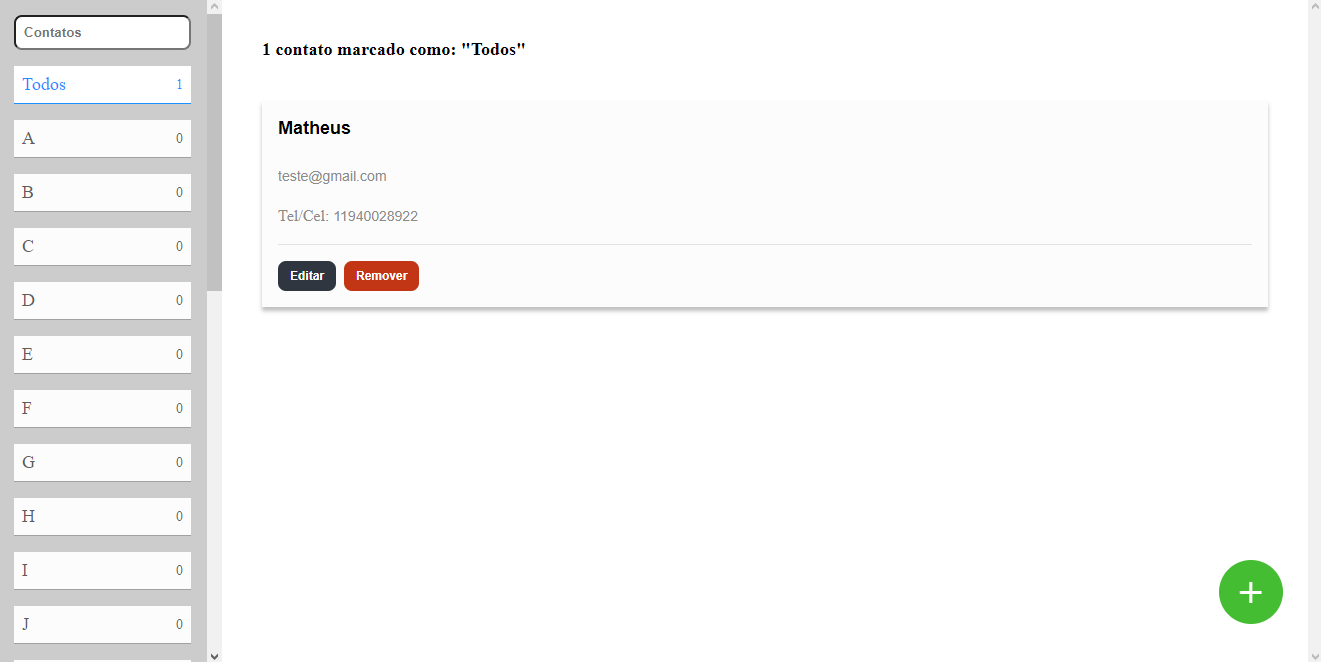 Contatos
Todos 1
A 0
B 0
C 0
D 0
E 0
F 0
G 0
H 0
I 0
J 0
1 contato marcado como: "Todos"
Matheus
teste@gmail.com
Tel/Cel: 11940028922
Editar Remover